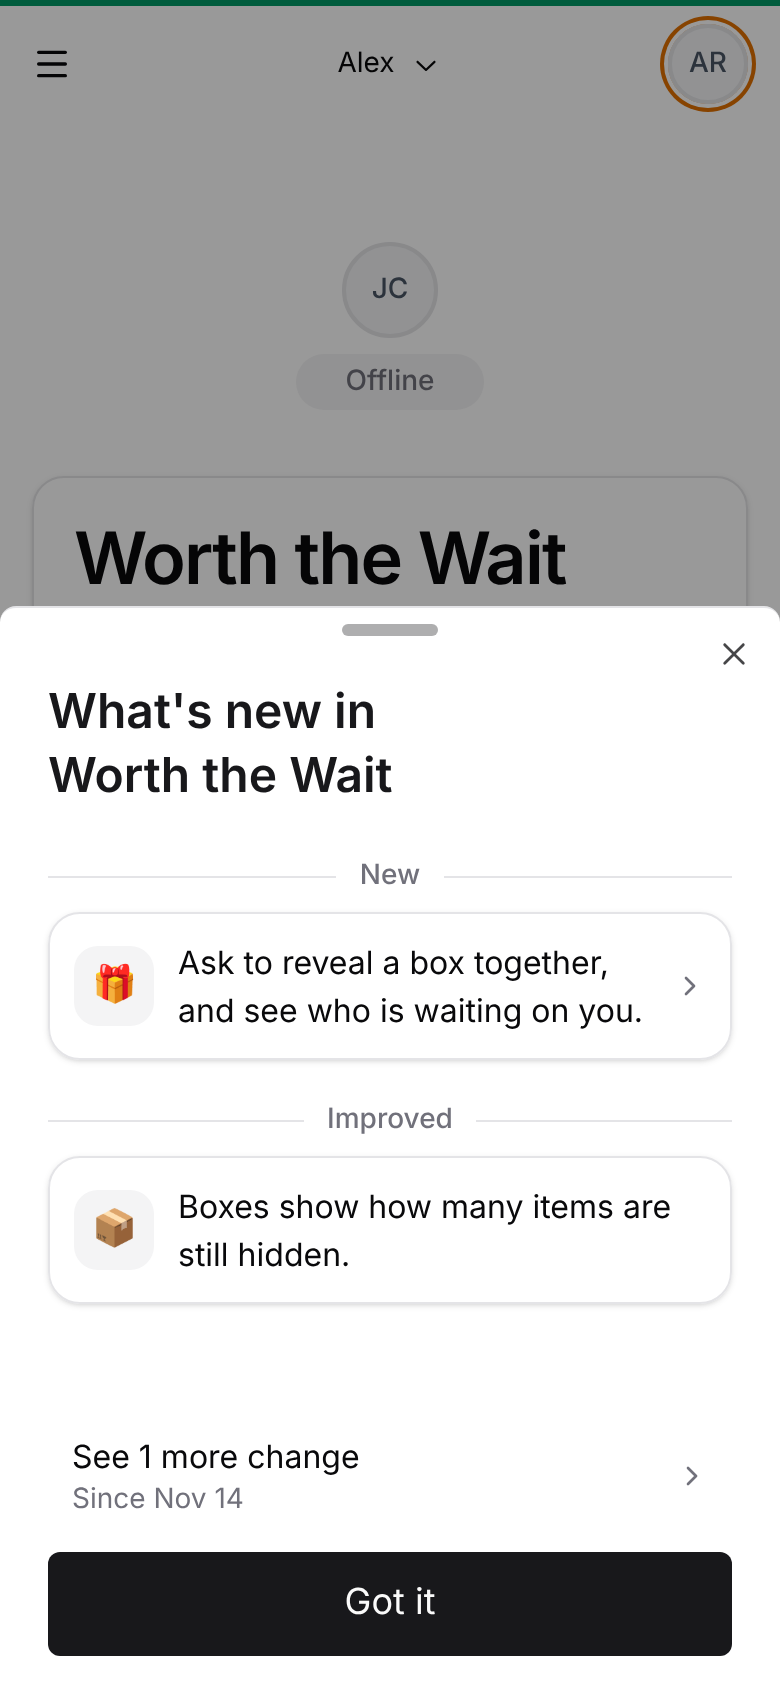 Alex
AR
JC
Offline
Worth the Wait
What's new in
Worth the Wait
New
Ask to reveal a box together,
and see who is waiting on you.
Improved
Boxes show how many items are
still hidden.
See 1 more change
Since Nov 14
Got it